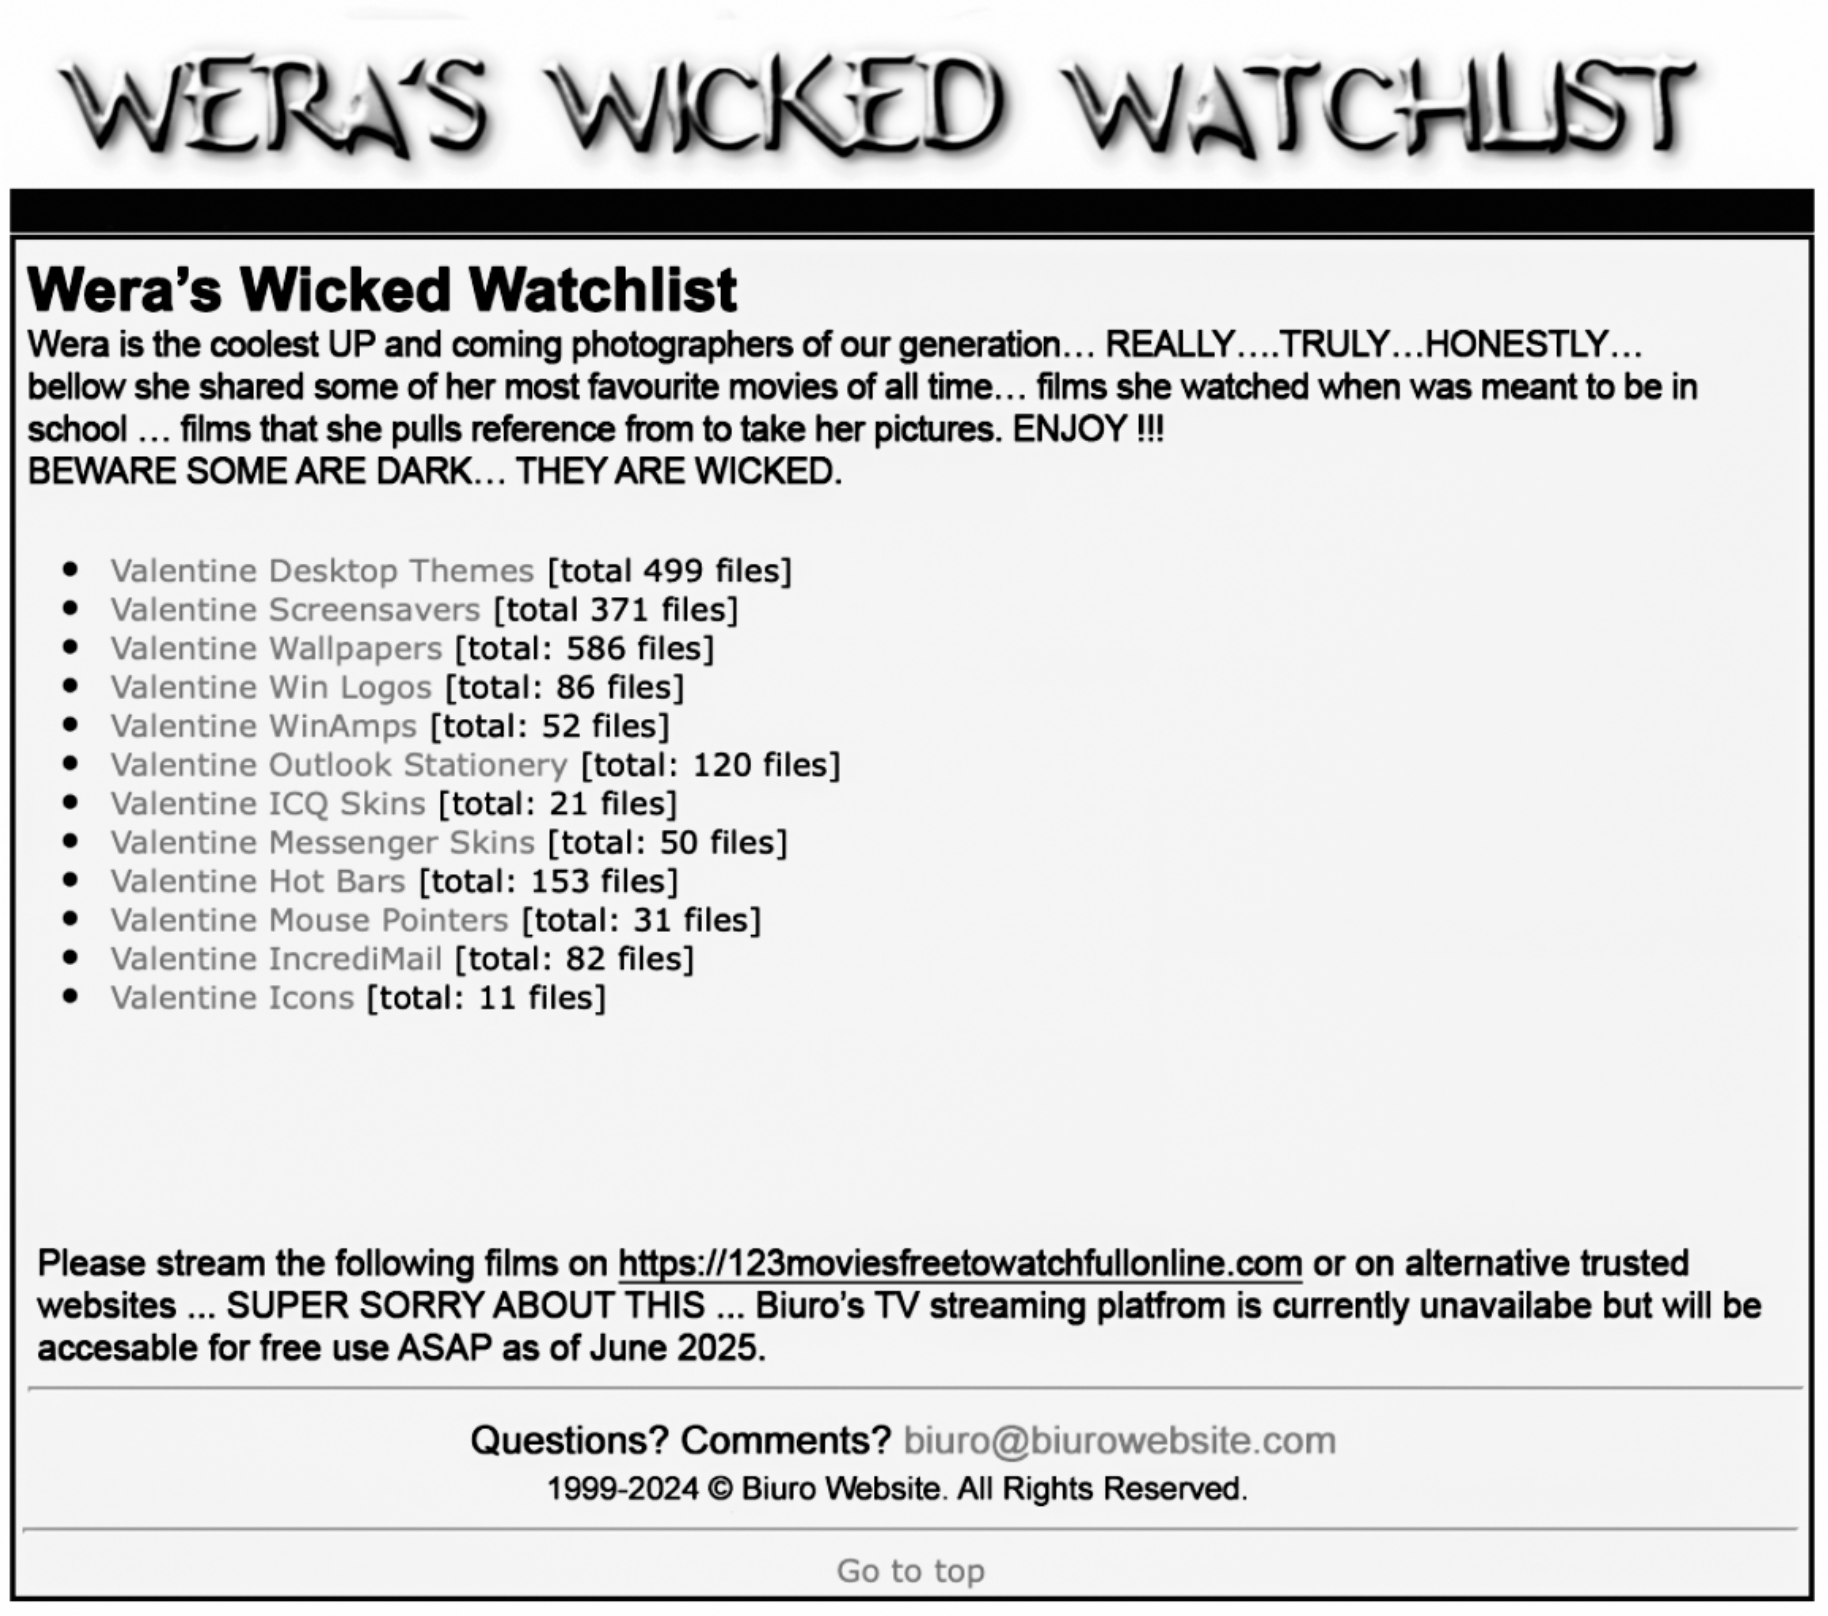 WERA'S WICKED WATCHLIST
Wera’s Wicked Watchlist
Wera is the coolest UP and coming photographers of our generation… REALLY….TRULY…HONESTLY…
bellow she shared some of her most favourite movies of all time… films she watched when was meant to be in
school … films that she pulls reference from to take her pictures. ENJOY !!!
BEWARE SOME ARE DARK… THEY ARE WICKED.
• Valentine Desktop Themes [total 499 files]
• Valentine Screensavers [total 371 files]
• Valentine Wallpapers [total: 586 files]
• Valentine Win Logos [total: 86 files]
• Valentine WinAmps [total: 52 files]
• Valentine Outlook Stationery [total: 120 files]
• Valentine ICQ Skins [total: 21 files]
• Valentine Messenger Skins [total: 50 files]
• Valentine Hot Bars [total: 153 files]
• Valentine Mouse Pointers [total: 31 files]
• Valentine IncrediMail [total: 82 files]
• Valentine Icons [total: 11 files]
Please stream the following films on https://123moviesfreetowatchfullonline.com or on alternative trusted
websites ... SUPER SORRY ABOUT THIS ... Biuro’s TV streaming platfrom is currently unavailabe but will be
accesable for free use ASAP as of June 2025.
Questions? Comments? biuro@biurowebsite.com
1999-2024 © Biuro Website. All Rights Reserved.
Go to top